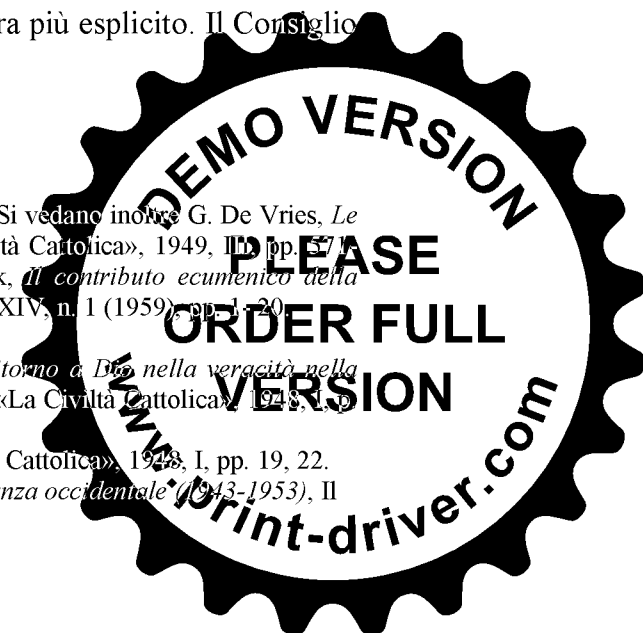 ra più esplicito. Il Consiglio
Si vedano inoltre G. De Vries, Le
tà Cattolica», 1949, III, pp. 571-
k, Il contributo ecumenico della
XIV, n. 1 (1959), pp. 1- 20.
itorno a Dio nella veracità nella
«La Civiltà Cattolica», 1948, I, p.
Cattolica», 1948, I, pp. 19, 22.
nza occidentale (1943-1953), Il
DEMO VERSION
PLEASE
ORDER FULL
VERSION
www.print-driver.com